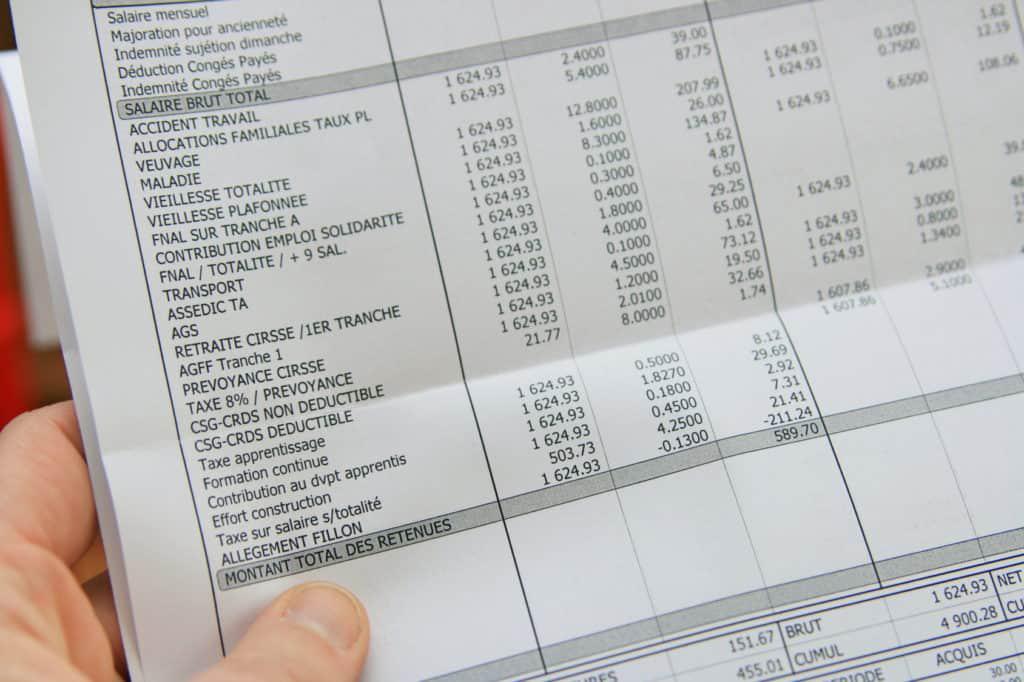 Salaire mensuel
Majoration pour ancienneté
Indemnité sujétion dimanche
Déduction Congés Payés
Indemnité Congés Payés
SALAIRE BRUT TOTAL
ACCIDENT TRAVAIL 1 624.93 2.4000 39.00
ALLOCATIONS FAMILIALES TAUX PL 1 624.93 5.4000 87.75
VEUVAGE 1 624.93 0.1000 1.62
MALADIE 1 624.93 12.8000 207.99 1 624.93 0.7500 12.19
VIEILLESSE TOTALITE 1 624.93 1.6000 26.00
VIEILLESSE PLAFONNEE 1 624.93 8.3000 134.87 1 624.93 6.6500 108.06
FNAL SUR TRANCHE A 1 624.93 0.1000 1.62
CONTRIBUTION EMPLOI SOLIDARITE 1 624.93 0.3000 4.87
FNAL / TOTALITE / + 9 SAL. 1 624.93 0.4000 6.50
TRANSPORT 1 624.93 1.8000 29.25
ASSEDIC TA 1 624.93 4.0000 65.00 1 624.93 2.4000
AGS 1 624.93 0.1000 1.62
RETRAITE CIRSSE /1ER TRANCHE 1 624.93 4.5000 73.12 1 624.93 3.0000
AGFF Tranche 1 1 624.93 1.2000 19.50 1 624.93 0.8000
PREVOYANCE CIRSSE 1 624.93 2.0100 32.66 1 624.93 1.3400
TAXE 8% / PREVOYANCE 21.77 8.0000 1.74
CSG-CRDS NON DEDUCTIBLE 1 607.86 2.9000
CSG-CRDS DEDUCTIBLE 1 607.86 5.1000
Taxe apprentissage 1 624.93 0.5000 8.12
Formation continue 1 624.93 1.8270 29.69
Contribution au dvpt apprentis 1 624.93 0.1800 2.92
Effort construction 1 624.93 0.4500 7.31
Taxe sur salaire s/totalité 503.73 4.2500 21.41
ALLEGEMENT FILLON 1 624.93 -0.1300 -211.24
MONTANT TOTAL DES RETENUES 589.70
151.67 BRUT 1 624.93 NET
455.01 CUMUL 4 900.28 CU
ACQUIS
30.00